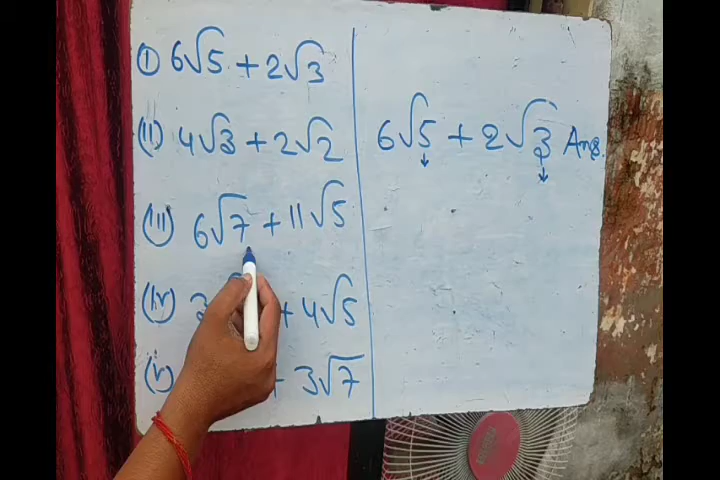 (I) 6√5 + 2√3
(II) 4√3 + 2√2
(III) 6√7 + 11√5
(IV) + 4√5
(V) + 3√7
6√5 + 2√3 Ans.